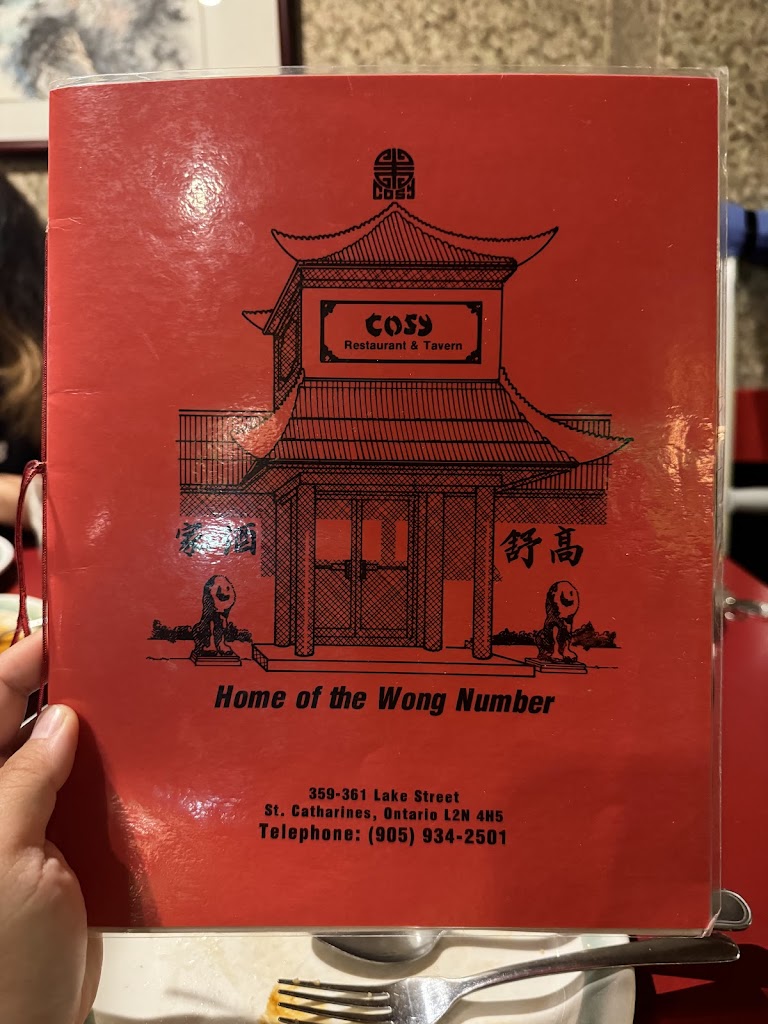 COSY
COSY
Restaurant & Tavern
高舒酒家
Home of the Wong Number
359-361 Lake Street
St. Catharines, Ontario L2N 4H5
Telephone: (905) 934-2501